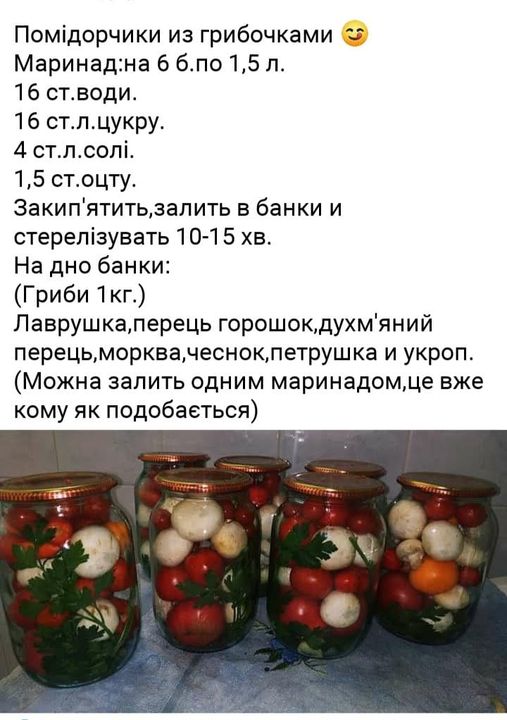 Помідорчики из грибочками 😋
Маринад:на 6 б.по 1,5 л.
16 ст.води.
16 ст.л.цукру.
4 ст.л.солі.
1,5 ст.оцту.
Закип'ятить,залить в банки и
стерелізувать 10-15 хв.
На дно банки:
(Гриби 1кг.)
Лаврушка,перець горошок,духм'яний
перець,морква,чеснок,петрушка и укроп.
(Можна залить одним маринадом,це вже
кому як подобається)